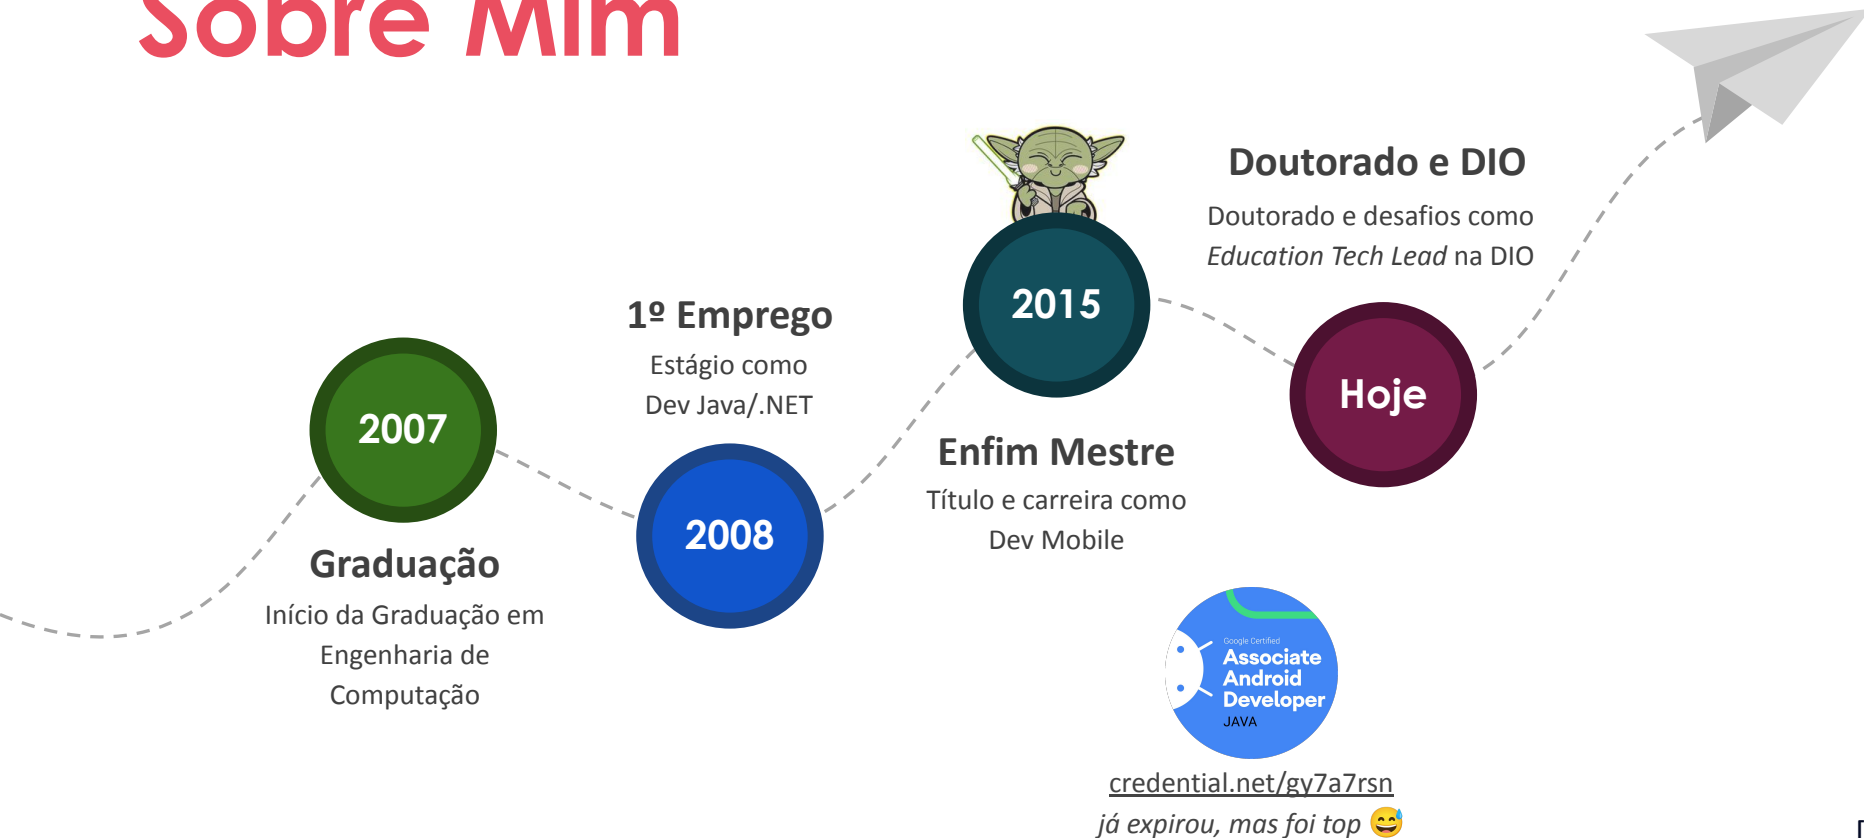 Sobre Mim
2007
Graduação
Início da Graduação em
Engenharia de
Computação
1º Emprego
Estágio como
Dev Java/.NET
2008
2015
Enfim Mestre
Título e carreira como
Dev Mobile
Doutorado e DIO
Doutorado e desafios como
Education Tech Lead na DIO
Hoje
Google Certified
Associate
Android
Developer
JAVA
credential.net/gy7a7rsn
já expirou, mas foi top 😅